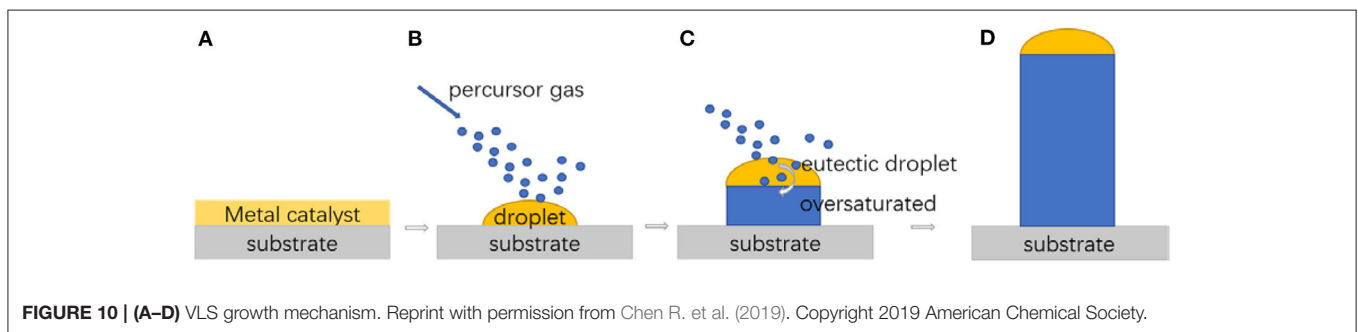 A
B
C
D
percursor gas
eutectic droplet
oversaturated
Metal catalyst
droplet
substrate
substrate
substrate
substrate
FIGURE 10 | (A–D) VLS growth mechanism. Reprint with permission from Chen R. et al. (2019). Copyright 2019 American Chemical Society.